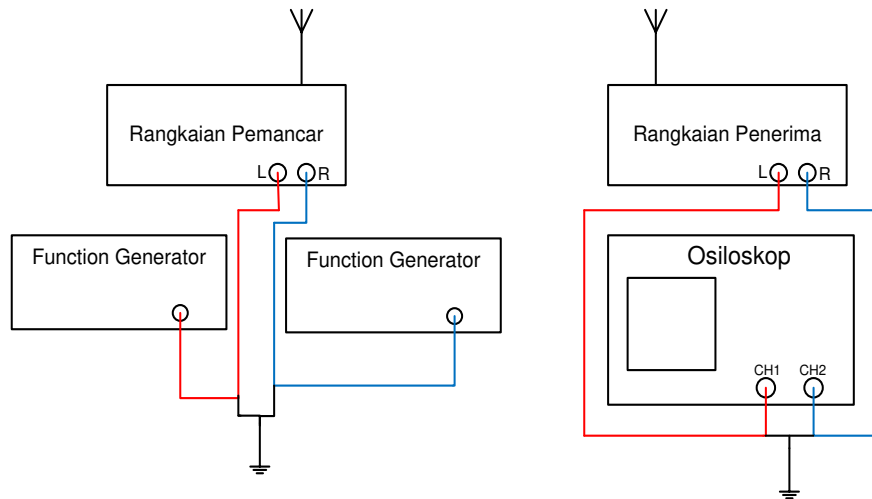 Rangkaian Pemancar
L R
Function Generator
Function Generator
Rangkaian Penerima
L R
Osiloskop
CH1 CH2